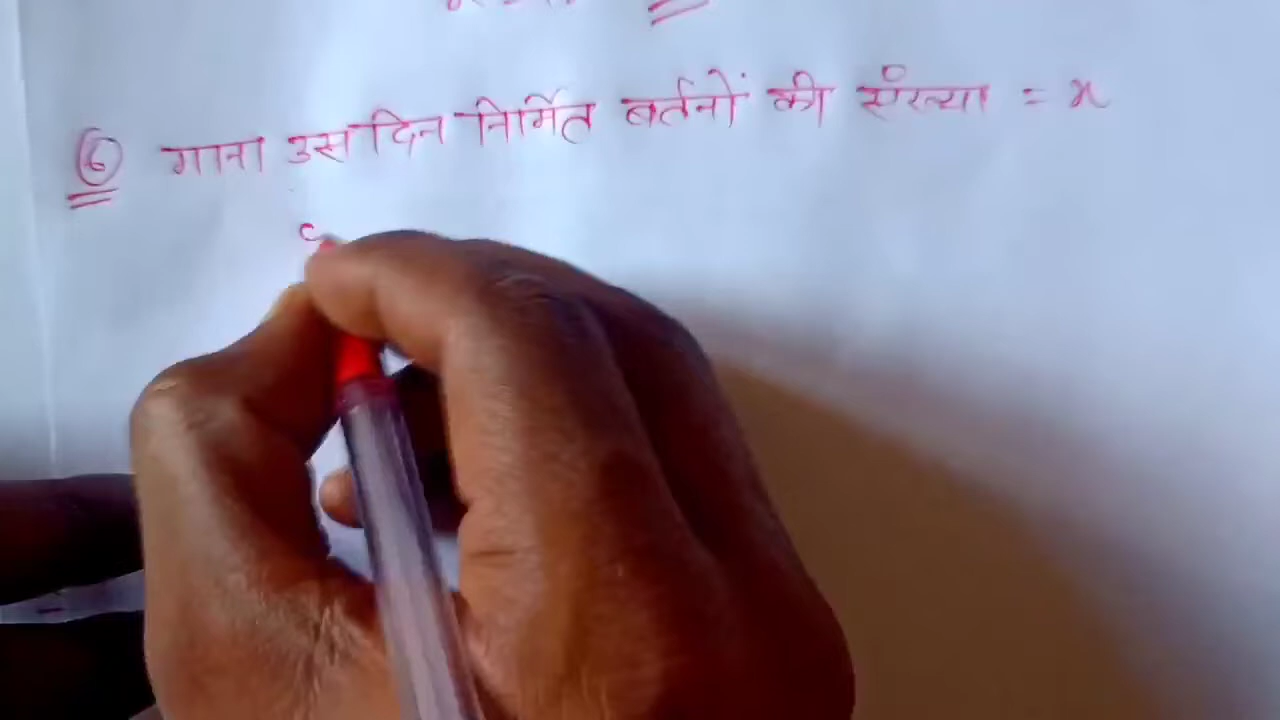 ⑥ माना उस दिन निर्मित बर्तनों की संख्या = x